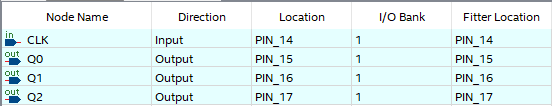 Node Name Direction Location I/O Bank Fitter Location
in CLK Input PIN_14 1 PIN_14
out Q0 Output PIN_15 1 PIN_15
out Q1 Output PIN_16 1 PIN_16
out Q2 Output PIN_17 1 PIN_17